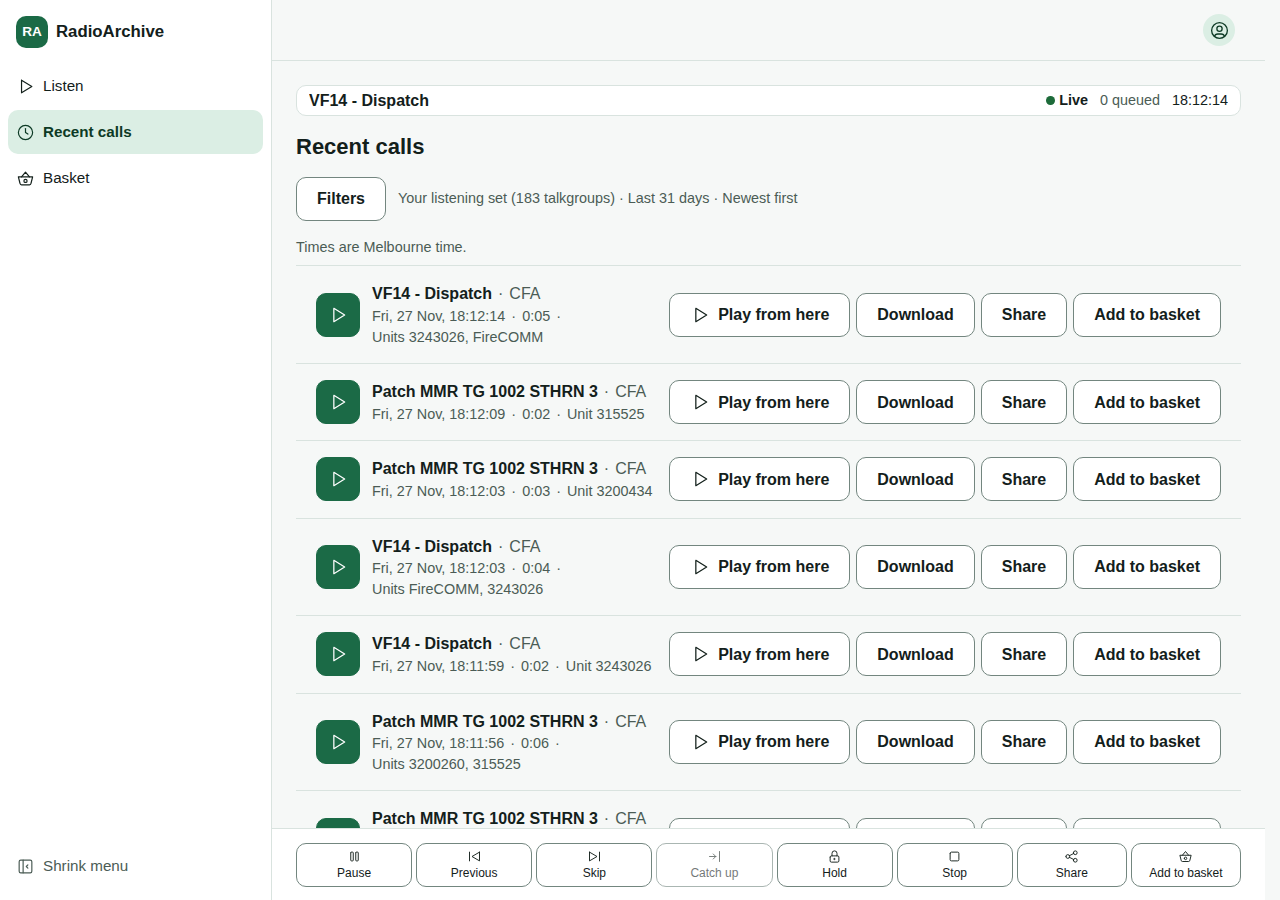 RA RadioArchive
Listen
Recent calls
Basket
Shrink menu
VF14 - Dispatch
Live 0 queued 18:12:14
Recent calls
Filters Your listening set (183 talkgroups) · Last 31 days · Newest first
Times are Melbourne time.
VF14 - Dispatch · CFA
Fri, 27 Nov, 18:12:14 · 0:05 ·
Units 3243026, FireCOMM
Play from here Download Share Add to basket
Patch MMR TG 1002 STHRN 3 · CFA
Fri, 27 Nov, 18:12:09 · 0:02 · Unit 315525
Play from here Download Share Add to basket
Patch MMR TG 1002 STHRN 3 · CFA
Fri, 27 Nov, 18:12:03 · 0:03 · Unit 3200434
Play from here Download Share Add to basket
VF14 - Dispatch · CFA
Fri, 27 Nov, 18:12:03 · 0:04 ·
Units FireCOMM, 3243026
Play from here Download Share Add to basket
VF14 - Dispatch · CFA
Fri, 27 Nov, 18:11:59 · 0:02 · Unit 3243026
Play from here Download Share Add to basket
Patch MMR TG 1002 STHRN 3 · CFA
Fri, 27 Nov, 18:11:56 · 0:06 ·
Units 3200260, 315525
Play from here Download Share Add to basket
Patch MMR TG 1002 STHRN 3 · CFA
Pause Previous Skip Catch up Hold Stop Share Add to basket